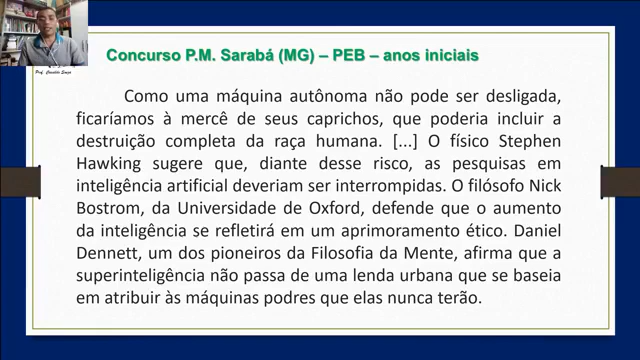 Concurso P.M. Sarabá (MG) – PEB – anos iniciais
Prof. Claudião Souza
Como uma máquina autônoma não pode ser desligada,
ficaríamos à mercê de seus caprichos, que poderia incluir a
destruição completa da raça humana. [...] O físico Stephen
Hawking sugere que, diante desse risco, as pesquisas em
inteligência artificial deveriam ser interrompidas. O filósofo Nick
Bostrom, da Universidade de Oxford, defende que o aumento
da inteligência se refletirá em um aprimoramento ético. Daniel
Dennett, um dos pioneiros da Filosofia da Mente, afirma que a
superinteligência não passa de uma lenda urbana que se baseia
em atribuir às máquinas podres que elas nunca terão.